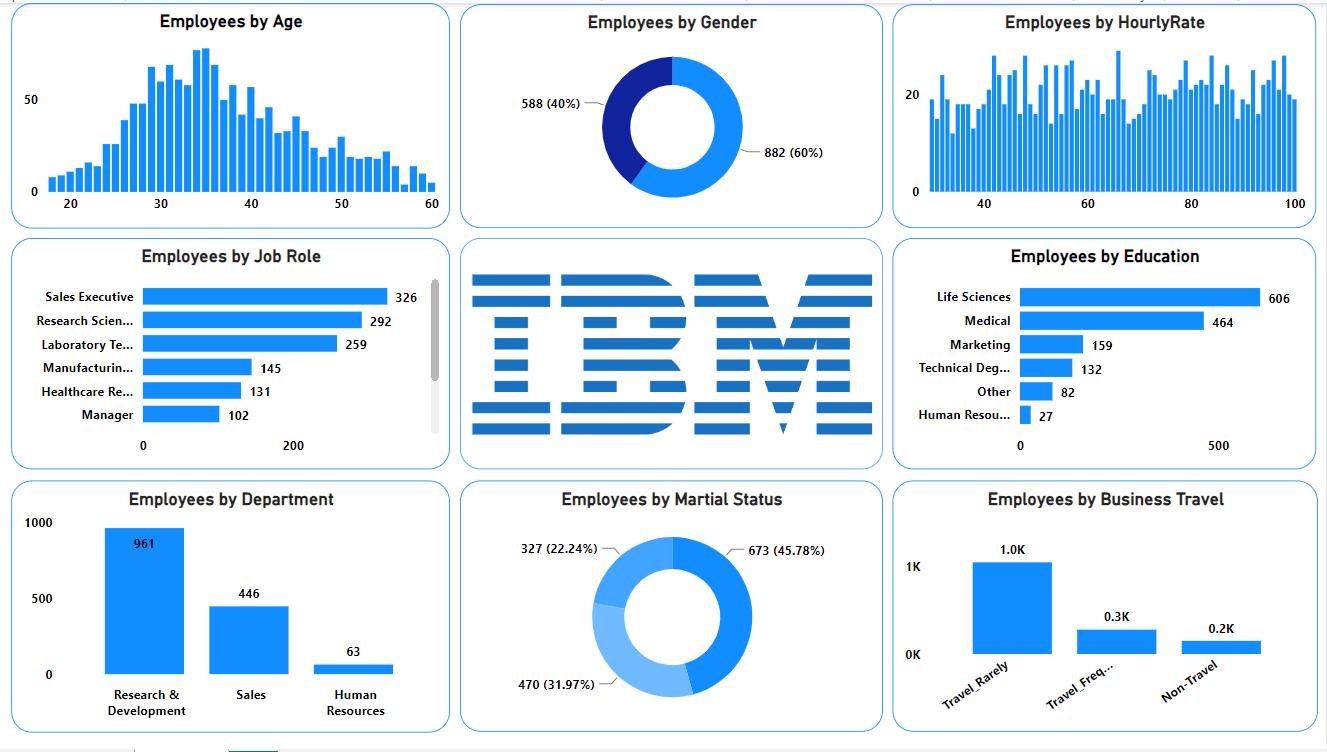 Employees by Age
50
0
20 30 40 50 60
Employees by Gender
588 (40%)
882 (60%)
Employees by HourlyRate
20
0
40 60 80 100
Employees by Job Role
Sales Executive 326
Research Scien... 292
Laboratory Te... 259
Manufacturin... 145
Healthcare Re... 131
Manager 102
0 200
IBM
Employees by Education
Life Sciences 606
Medical 464
Marketing 159
Technical Deg... 132
Other 82
Human Resou... 27
0 500
Employees by Department
1000
500
0
961
446
63
Research &
Development
Sales
Human
Resources
Employees by Martial Status
327 (22.24%)
673 (45.78%)
470 (31.97%)
Employees by Business Travel
1K
0K
1.0K
0.3K
0.2K
Travel_Rarely
Travel_Freq...
Non-Travel